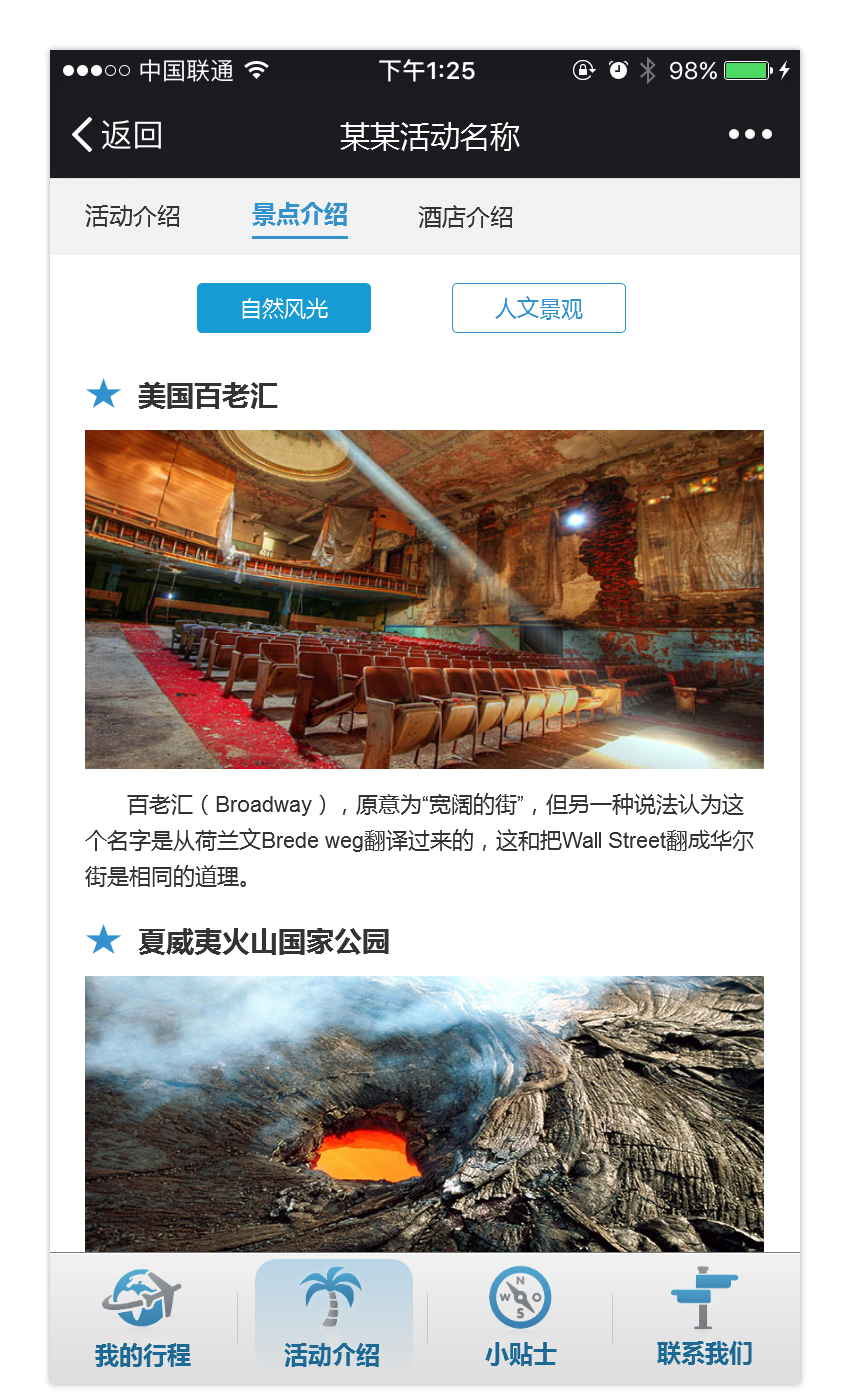 中国联通 下午1:25 98%
返回 某某活动名称
活动介绍 景点介绍 酒店介绍
自然风光 人文景观
美国百老汇
百老汇（Broadway），原意为“宽阔的街”，但另一种说法认为这
个名字是从荷兰文Brede weg翻译过来的，这和把Wall Street翻成华尔
街是相同的道理。
夏威夷火山国家公园
N
W O
S
我的行程 活动介绍 小贴士 联系我们